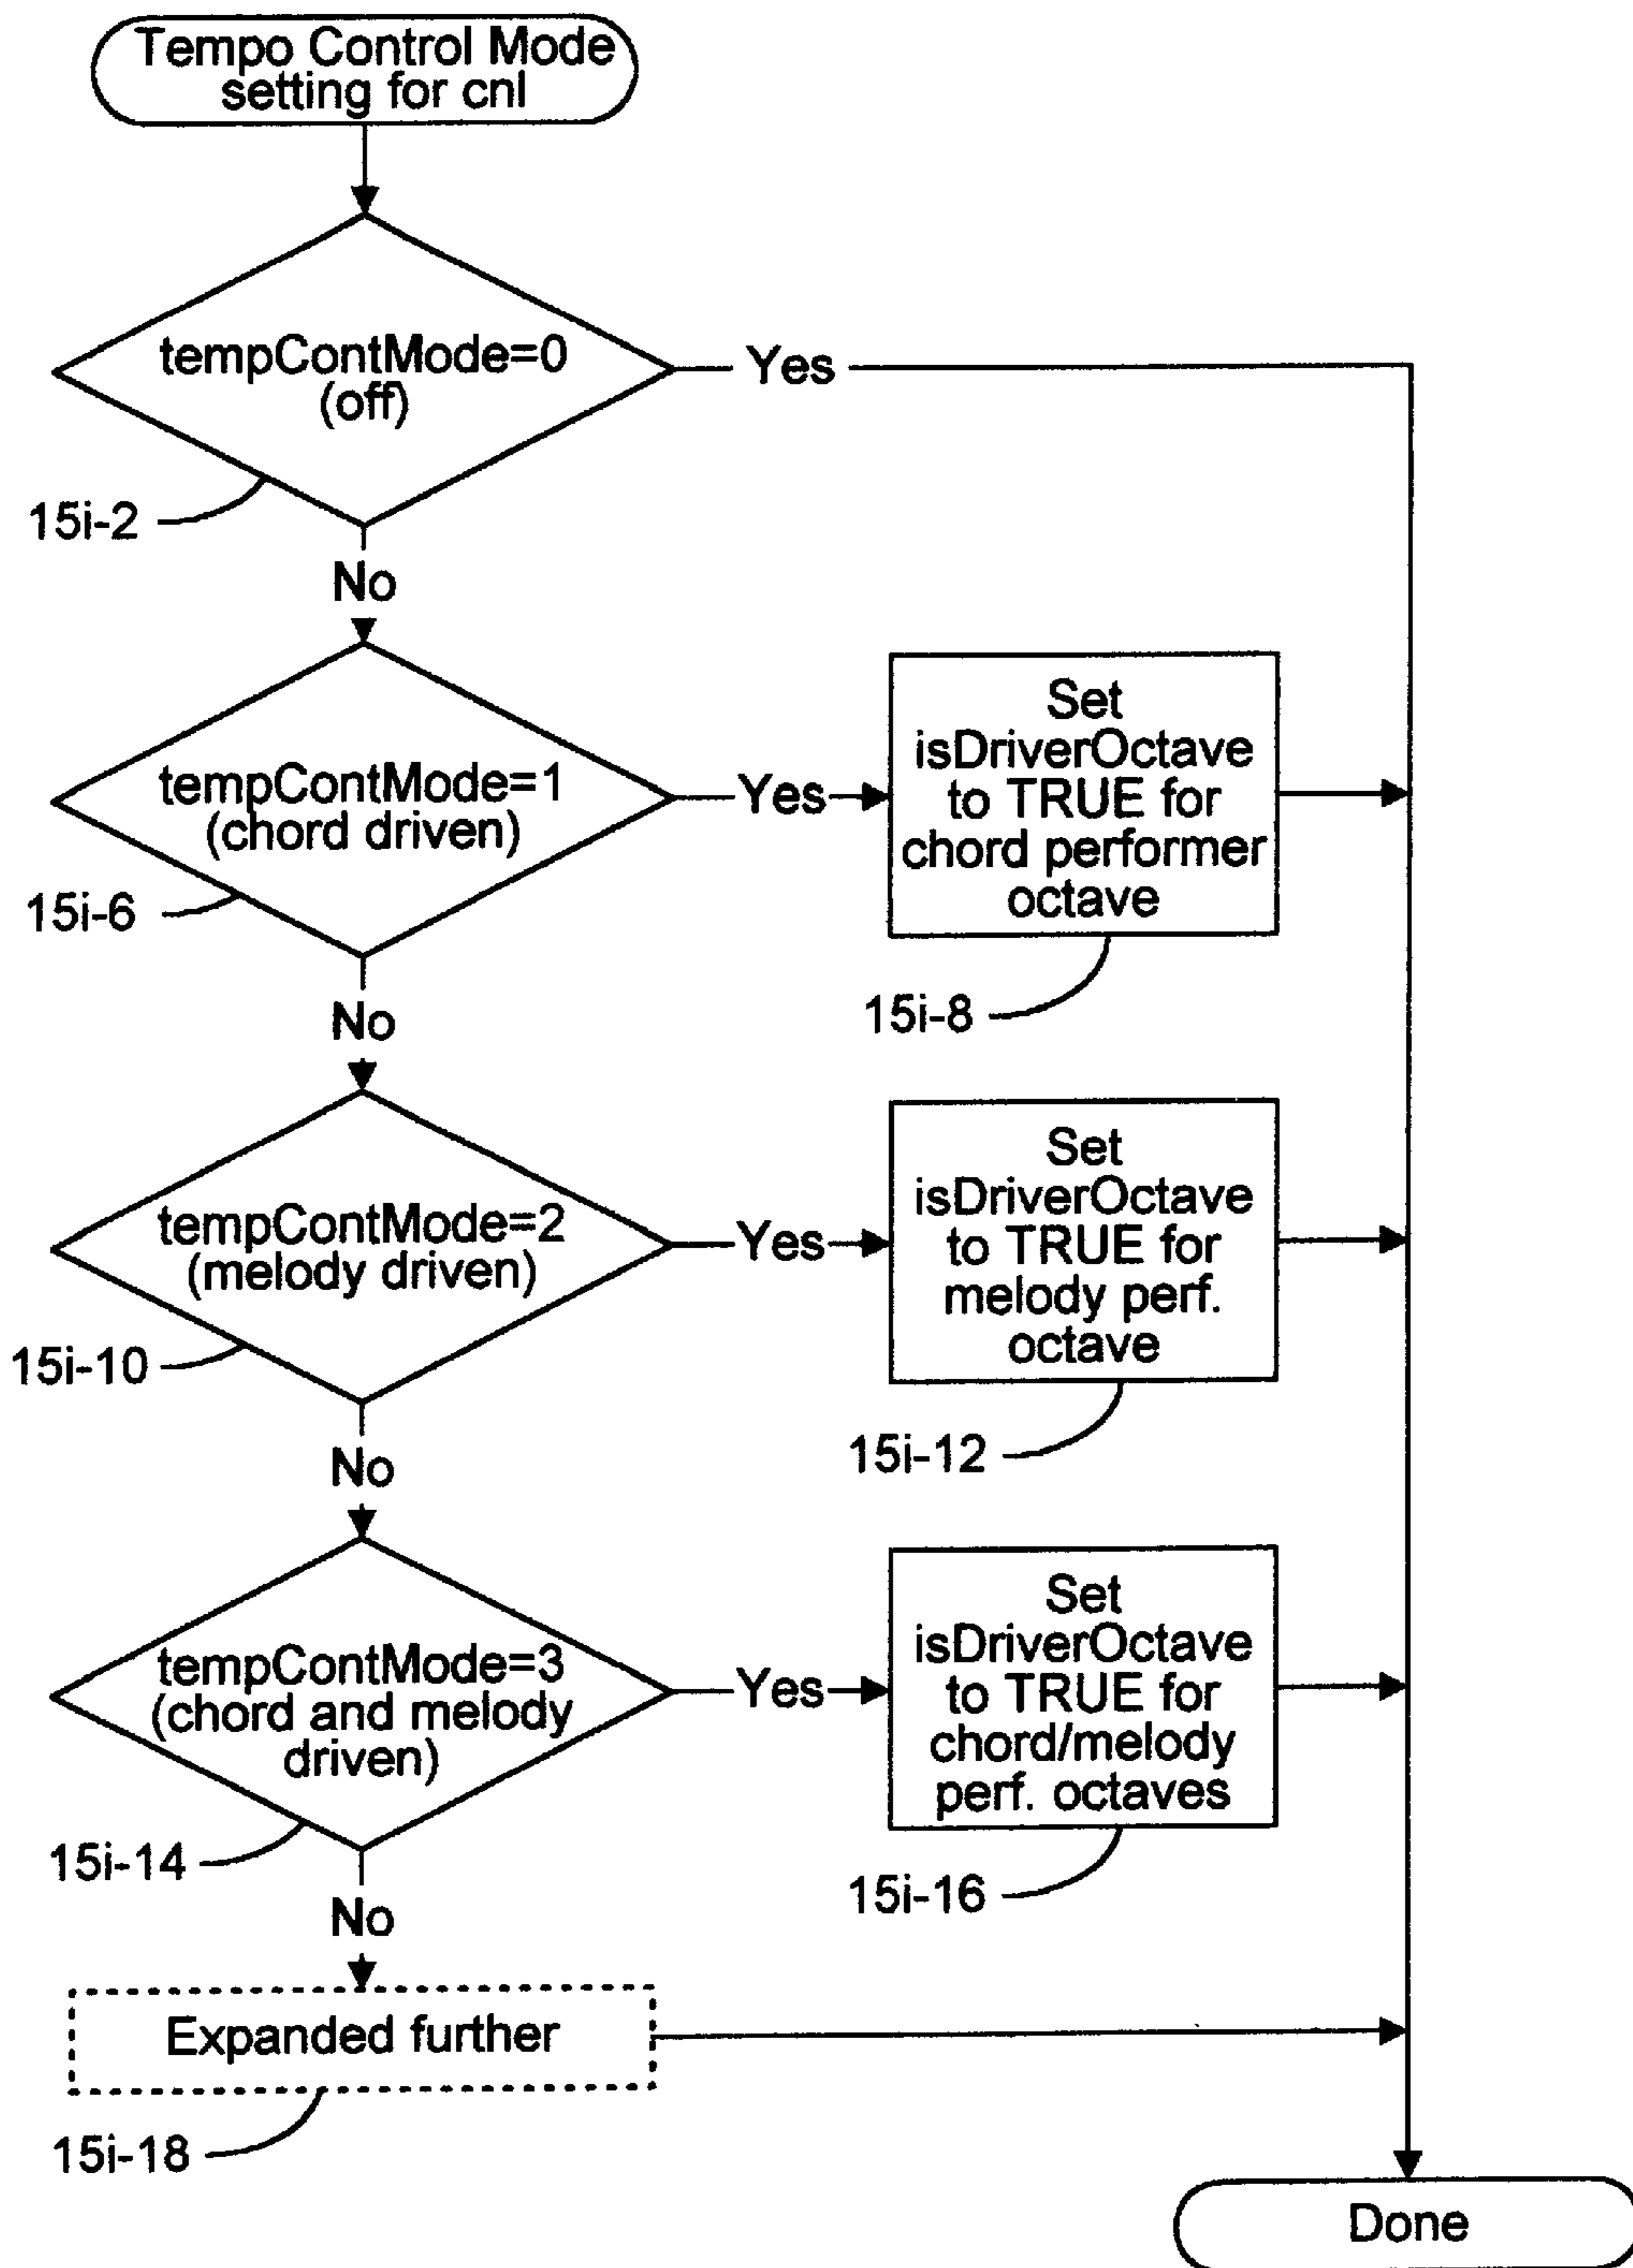 Tempo Control Mode
setting for cnl
tempContMode=0
(off)
Yes
15i-2
No
tempContMode=1
(chord driven)
Yes
Set
isDriverOctave
to TRUE for
chord performer
octave
15i-6
15i-8
No
tempContMode=2
(melody driven)
Yes
Set
isDriverOctave
to TRUE for
melody perf.
octave
15i-10
15i-12
No
tempContMode=3
(chord and melody
driven)
Yes
Set
isDriverOctave
to TRUE for
chord/melody
perf. octaves
15i-14
15i-16
No
Expanded further
15i-18
Done